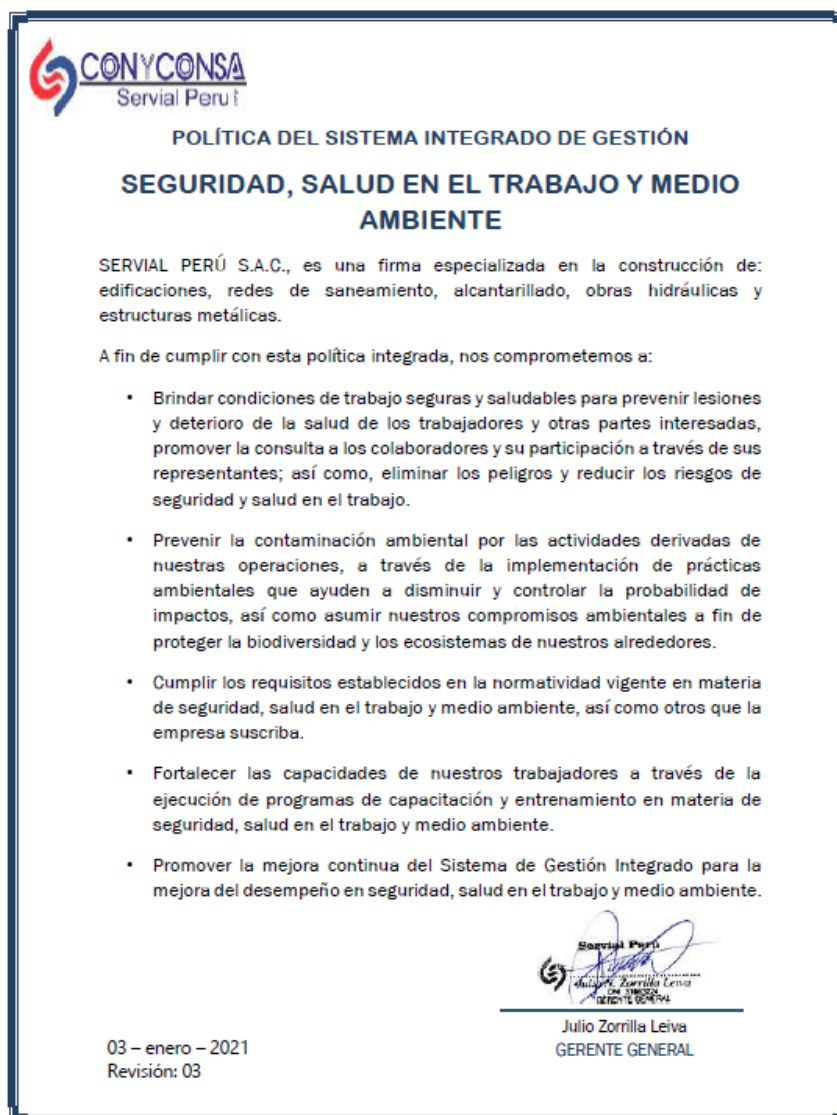 CONYCONSA
Servial Peru
POLÍTICA DEL SISTEMA INTEGRADO DE GESTIÓN
SEGURIDAD, SALUD EN EL TRABAJO Y MEDIO
AMBIENTE
SERVIAL PERÚ S.A.C., es una firma especializada en la construcción de:
edificaciones, redes de saneamiento, alcantarillado, obras hidráulicas y
estructuras metálicas.
A fin de cumplir con esta política integrada, nos comprometemos a:
• Brindar condiciones de trabajo seguras y saludables para prevenir lesiones
y deterioro de la salud de los trabajadores y otras partes interesadas,
promover la consulta a los colaboradores y su participación a través de sus
representantes; así como, eliminar los peligros y reducir los riesgos de
seguridad y salud en el trabajo.
• Prevenir la contaminación ambiental por las actividades derivadas de
nuestras operaciones, a través de la implementación de prácticas
ambientales que ayuden a disminuir y controlar la probabilidad de
impactos, así como asumir nuestros compromisos ambientales a fin de
proteger la biodiversidad y los ecosistemas de nuestros alrededores.
• Cumplir los requisitos establecidos en la normatividad vigente en materia
de seguridad, salud en el trabajo y medio ambiente, así como otros que la
empresa suscriba.
• Fortalecer las capacidades de nuestros trabajadores a través de la
ejecución de programas de capacitación y entrenamiento en materia de
seguridad, salud en el trabajo y medio ambiente.
• Promover la mejora continua del Sistema de Gestión Integrado para la
mejora del desempeño en seguridad, salud en el trabajo y medio ambiente.
Servial Perú
Zorrilla Leiva
GERENTE GENERAL
Julio Zorrilla Leiva
GERENTE GENERAL
03 – enero – 2021
Revisión: 03